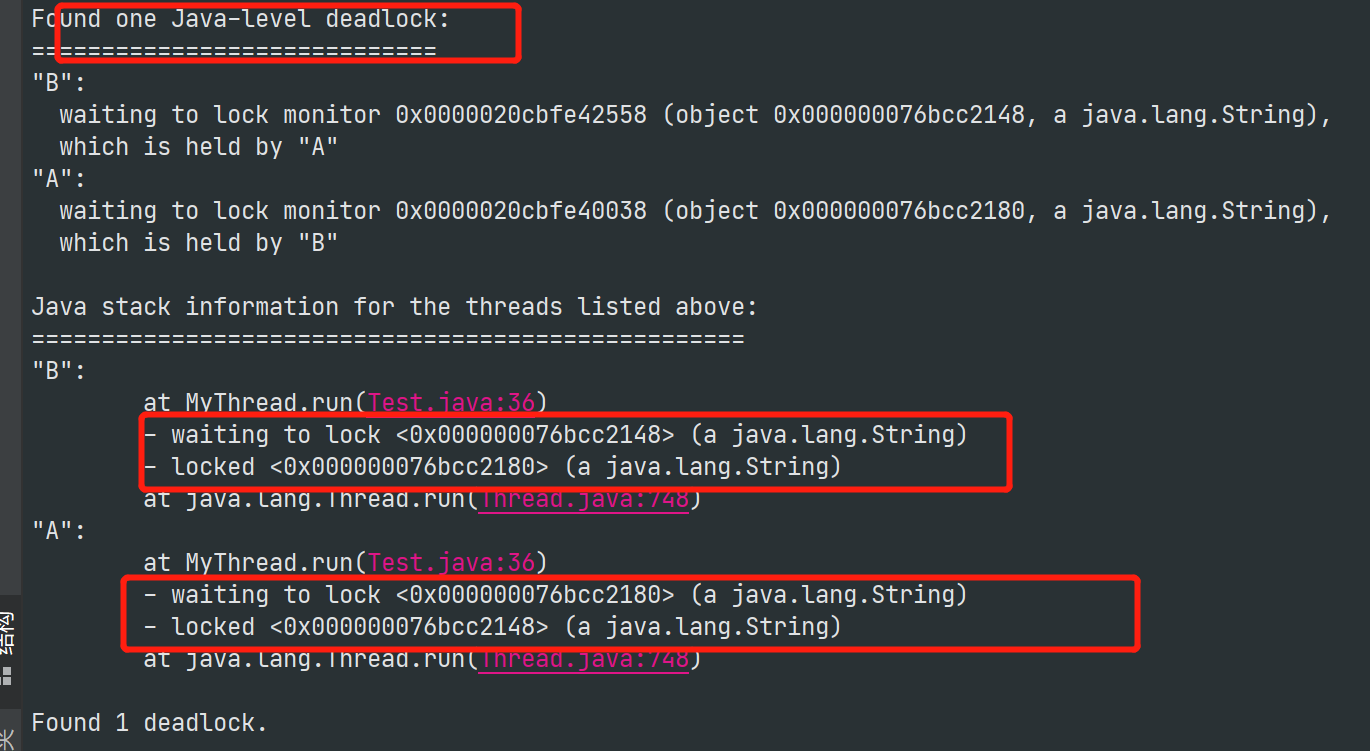 Found one Java-level deadlock:
=============================
"B":
waiting to lock monitor 0x0000020cbfe42558 (object 0x000000076bcc2148, a java.lang.String),
which is held by "A"
"A":
waiting to lock monitor 0x0000020cbfe40038 (object 0x000000076bcc2180, a java.lang.String),
which is held by "B"
Java stack information for the threads listed above:
===================================================
"B":
at MyThread.run(Test.java:36)
- waiting to lock <0x000000076bcc2148> (a java.lang.String)
- locked <0x000000076bcc2180> (a java.lang.String)
at java.lang.Thread.run(Thread.java:748)
"A":
at MyThread.run(Test.java:36)
- waiting to lock <0x000000076bcc2180> (a java.lang.String)
- locked <0x000000076bcc2148> (a java.lang.String)
at java.lang.Thread.run(Thread.java:748)
Found 1 deadlock.
结构